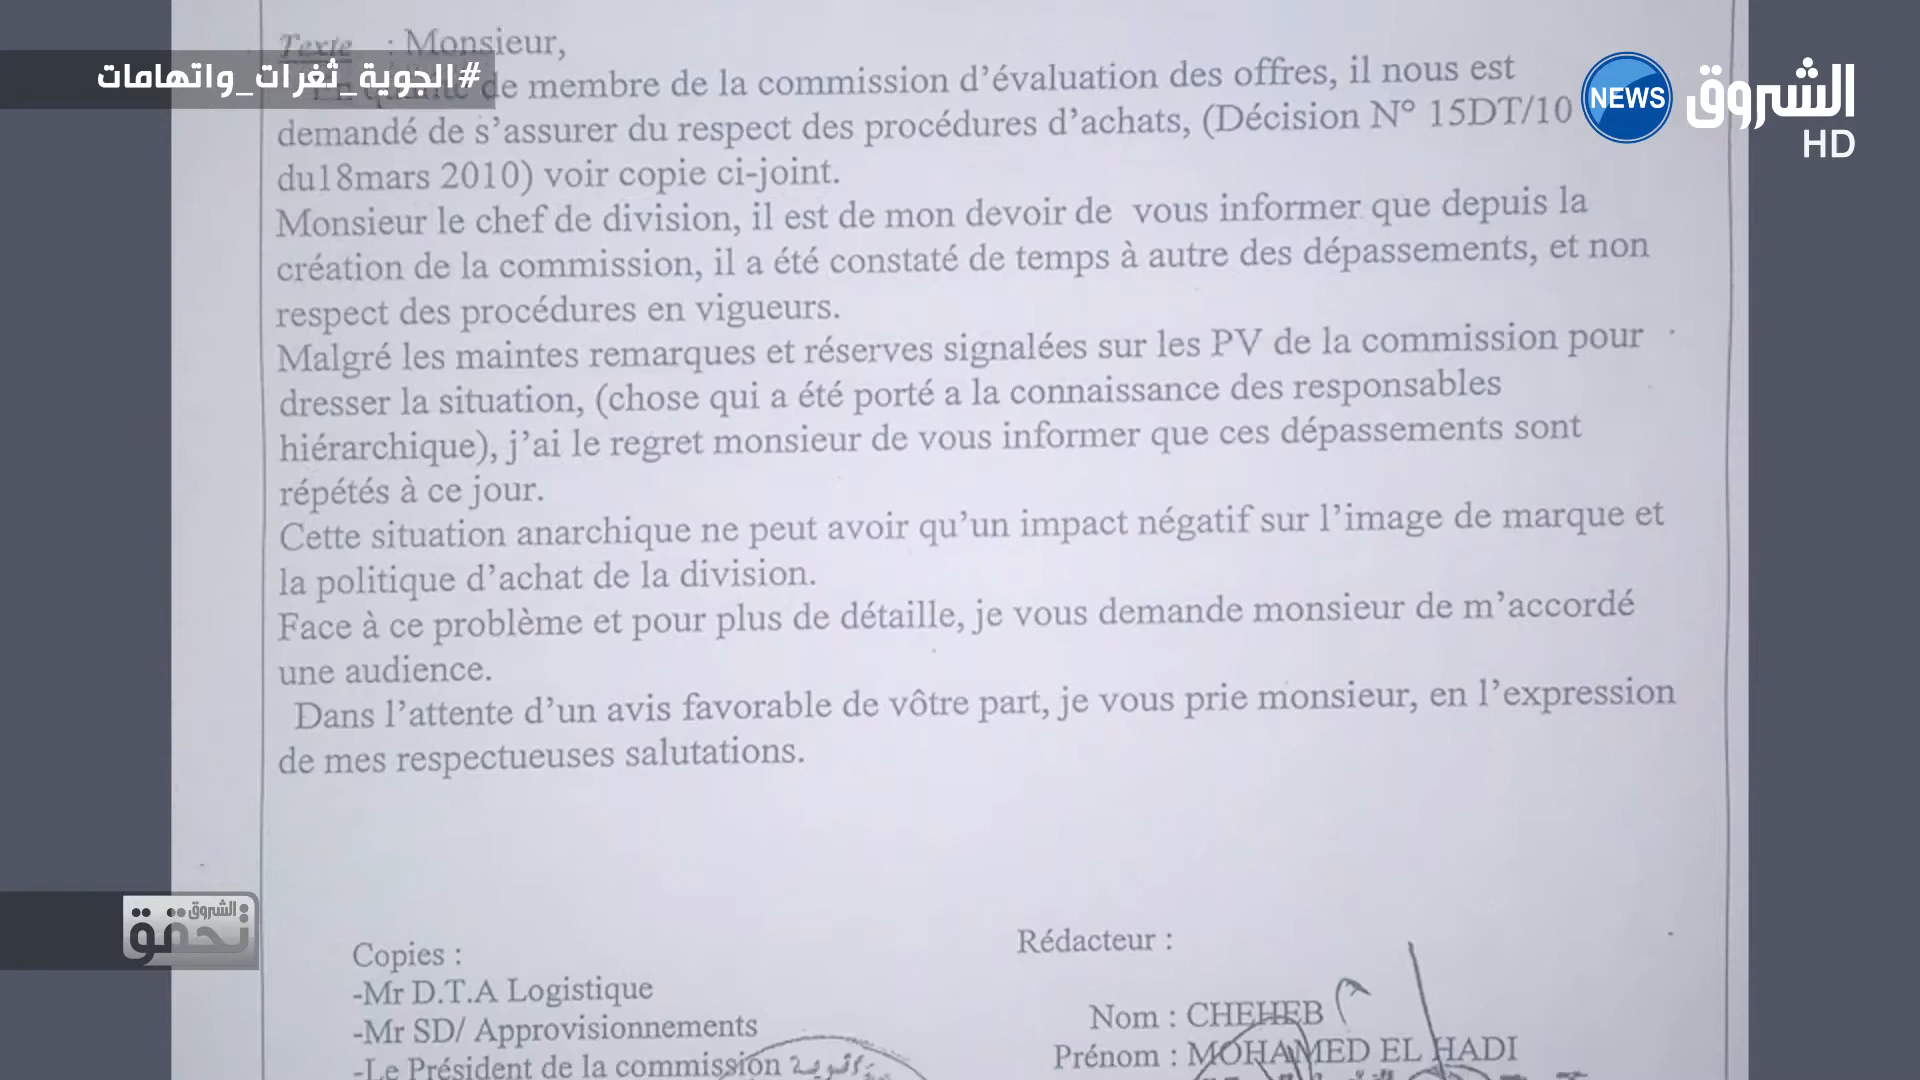 Texte : Monsieur,
#الجوية_ثغرات_واتهامات
de membre de la commission d’évaluation des offres, il nous est
demandé de s’assurer du respect des procédures d’achats, (Décision N° 15DT/10
du18mars 2010) voir copie ci-joint.
Monsieur le chef de division, il est de mon devoir de vous informer que depuis la
création de la commission, il a été constaté de temps à autre des dépassements, et non
respect des procédures en vigueurs.
Malgré les maintes remarques et réserves signalées sur les PV de la commission pour
dresser la situation, (chose qui a été porté a la connaissance des responsables
hiérarchique), j’ai le regret monsieur de vous informer que ces dépassements sont
répétés à ce jour.
Cette situation anarchique ne peut avoir qu’un impact négatif sur l’image de marque et
la politique d’achat de la division.
Face à ce problème et pour plus de détaille, je vous demande monsieur de m’accordé
une audience.
Dans l’attente d’un avis favorable de vôtre part, je vous prie monsieur, en l’expression
de mes respectueuses salutations.
Copies :
-Mr D.T.A Logistique
-Mr SD/ Approvisionnements
-Le Président de la commission
Rédacteur :
Nom : CHEHEB
Prénom : MOHAMED EL HADI
الشروق
NEWS
HD
الشروق
تحقق